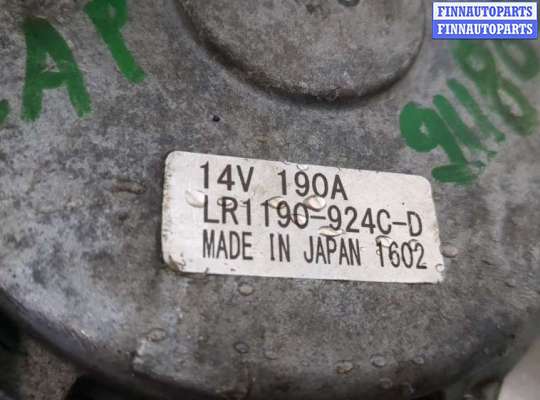 FINNAUTOPARTS
FINNAUTOPARTS
14V 190A
LR1190-924C-D
MADE IN JAPAN 1602